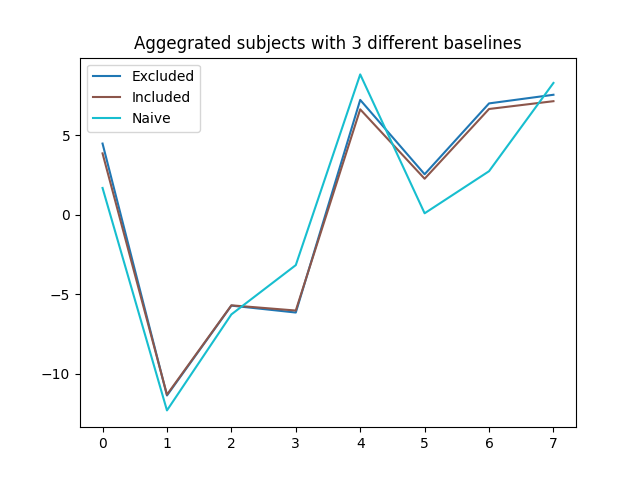 Aggegrated subjects with 3 different baselines
Excluded
Included
Naive
5
0
−5
−10
0 1 2 3 4 5 6 7